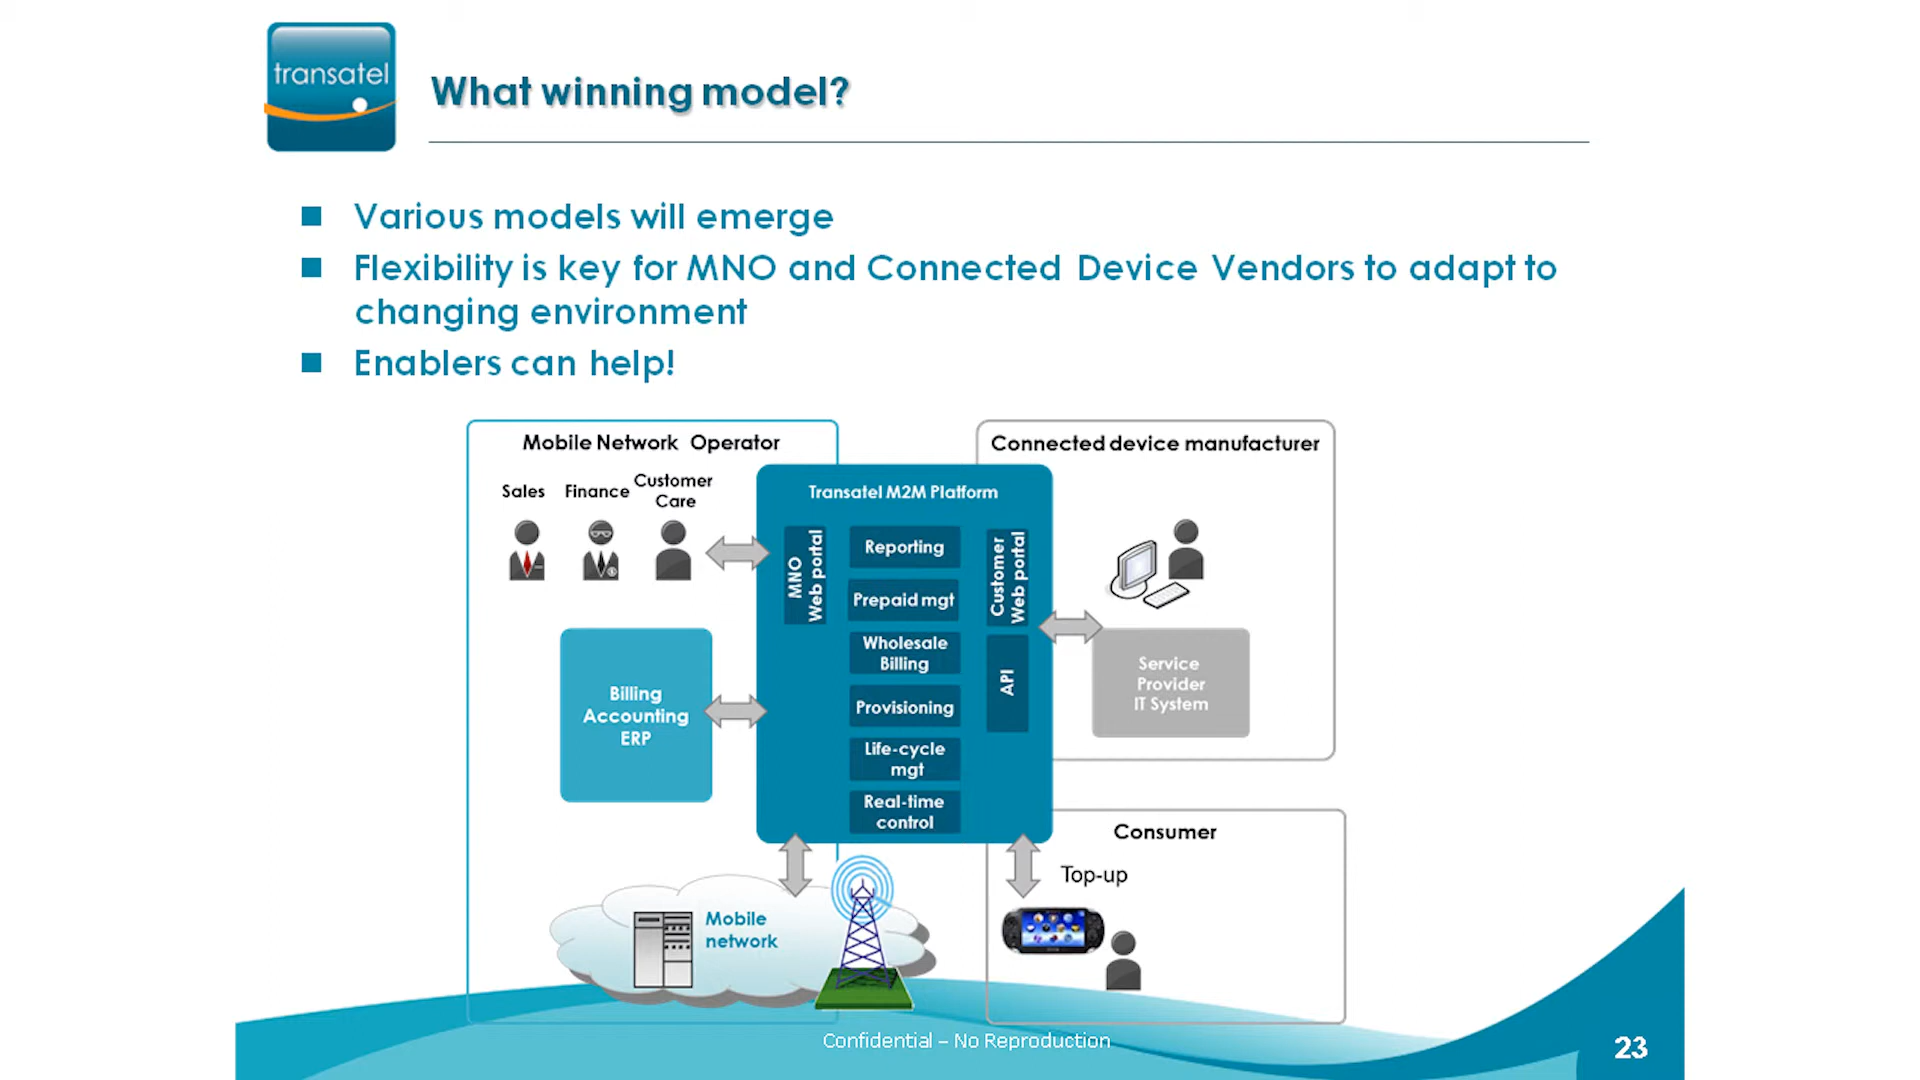 transatel
What winning model?
Various models will emerge
Flexibility is key for MNO and Connected Device Vendors to adapt to
changing environment
Enablers can help!
Mobile Network Operator
Sales
Finance
Customer
Care
Billing
Accounting
ERP
Transatel M2M Platform
MNO
Web portal
Reporting
Prepaid mgt
Wholesale
Billing
Provisioning
Life-cycle
mgt
Real-time
control
Customer
Web portal
API
Connected device manufacturer
Service
Provider
IT System
Mobile
network
Consumer
Top-up
Confidential – No Reproduction
23